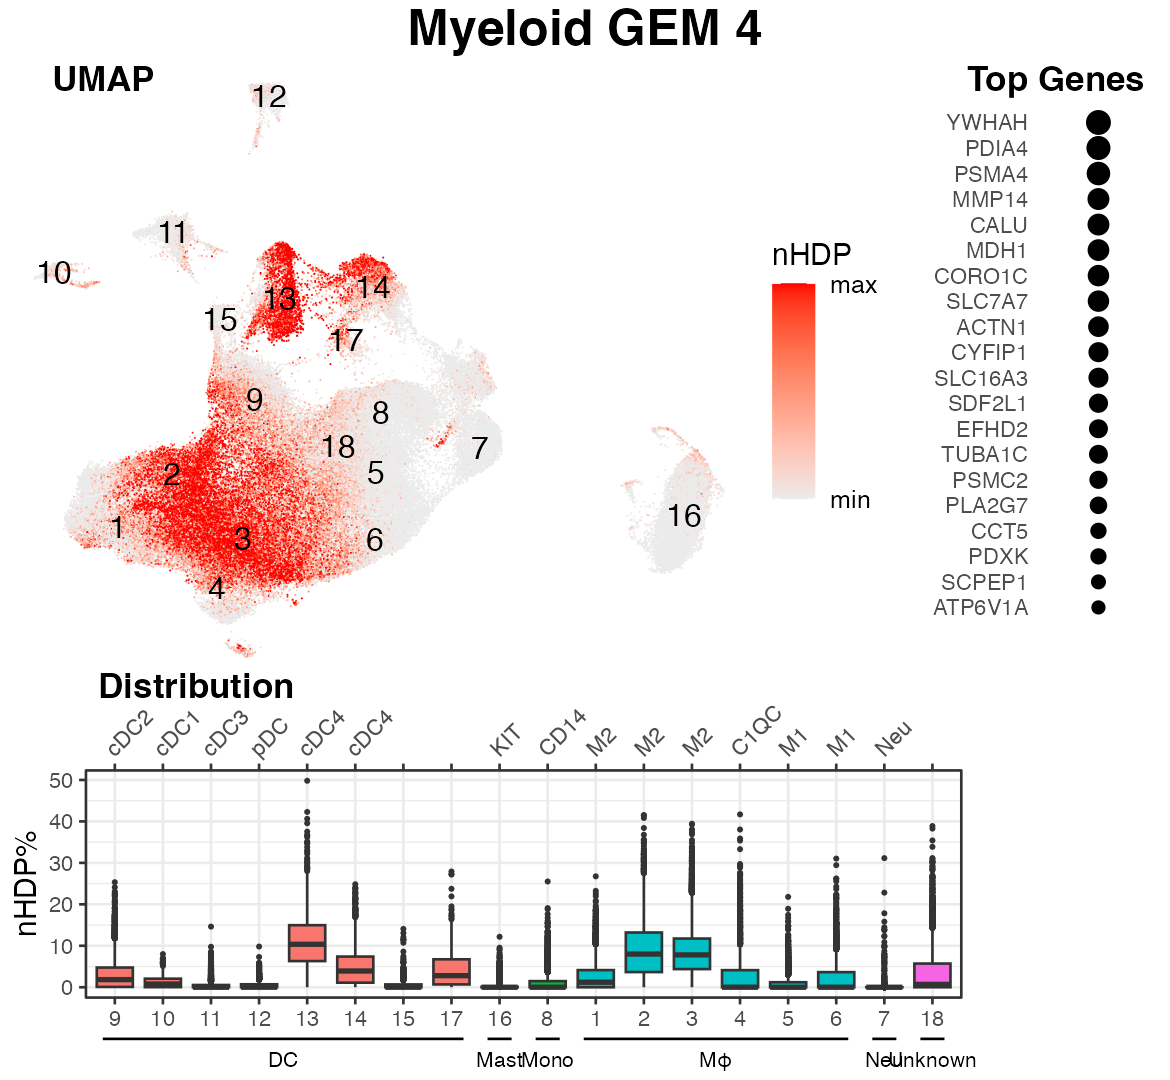 Myeloid GEM 4
UMAP
12
11
10
13
14
15
17
9
8
18
7
2
5
1
3
6
4
16
nHDP
max
min
Top Genes
YWHAH
PDIA4
PSMA4
MMP14
CALU
MDH1
CORO1C
SLC7A7
ACTN1
CYFIP1
SLC16A3
SDF2L1
EFHD2
TUBA1C
PSMC2
PLA2G7
CCT5
PDXK
SCPEP1
ATP6V1A
Distribution
cDC2 cDC1 cDC3 pDC cDC4 cDC4 KIT CD14 M2 M2 M2 C1QC M1 M1 Neu
nHDP%
50
40
30
20
10
0
9 10 11 12 13 14 15 17 16 8 1 2 3 4 5 6 7 18
DC Mast Mono Mϕ Neu Unknown